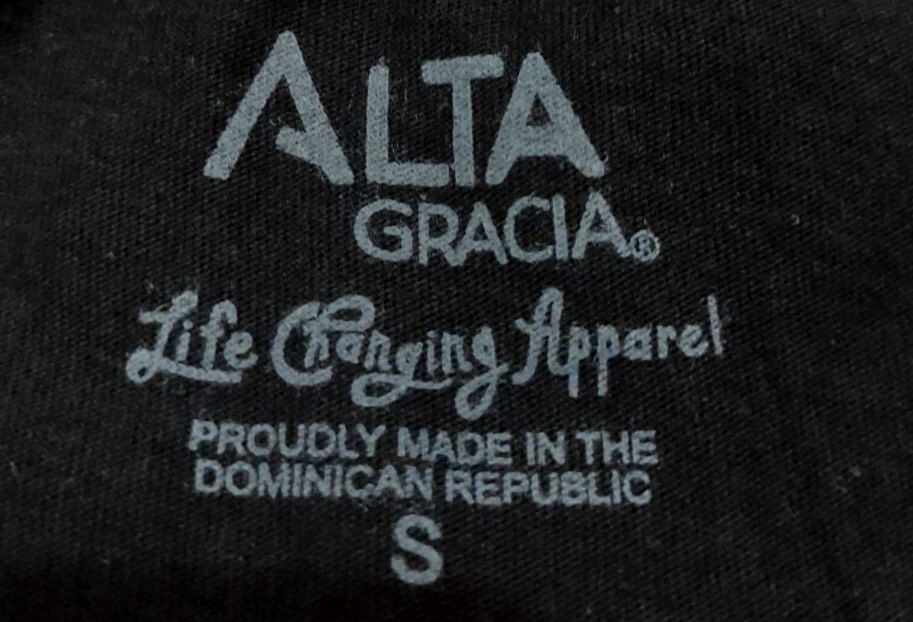 ALTA
GRACIA®
Life Changing Apparel
PROUDLY MADE IN THE
DOMINICAN REPUBLIC
S